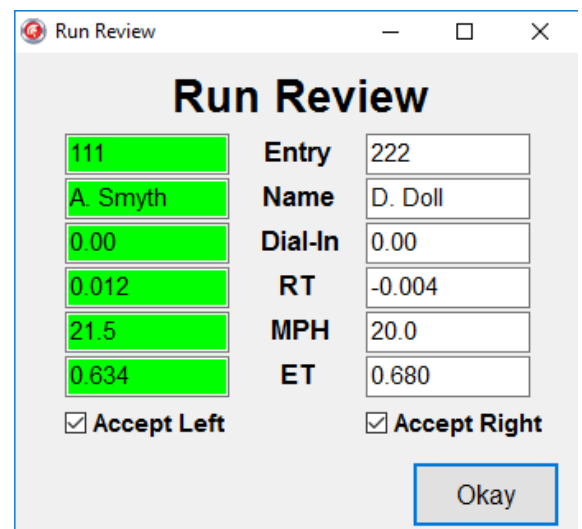 Run Review
Run Review
111 Entry 222
A. Smyth Name D. Doll
0.00 Dial-In 0.00
0.012 RT -0.004
21.5 MPH 20.0
0.634 ET 0.680
Accept Left Accept Right
Okay